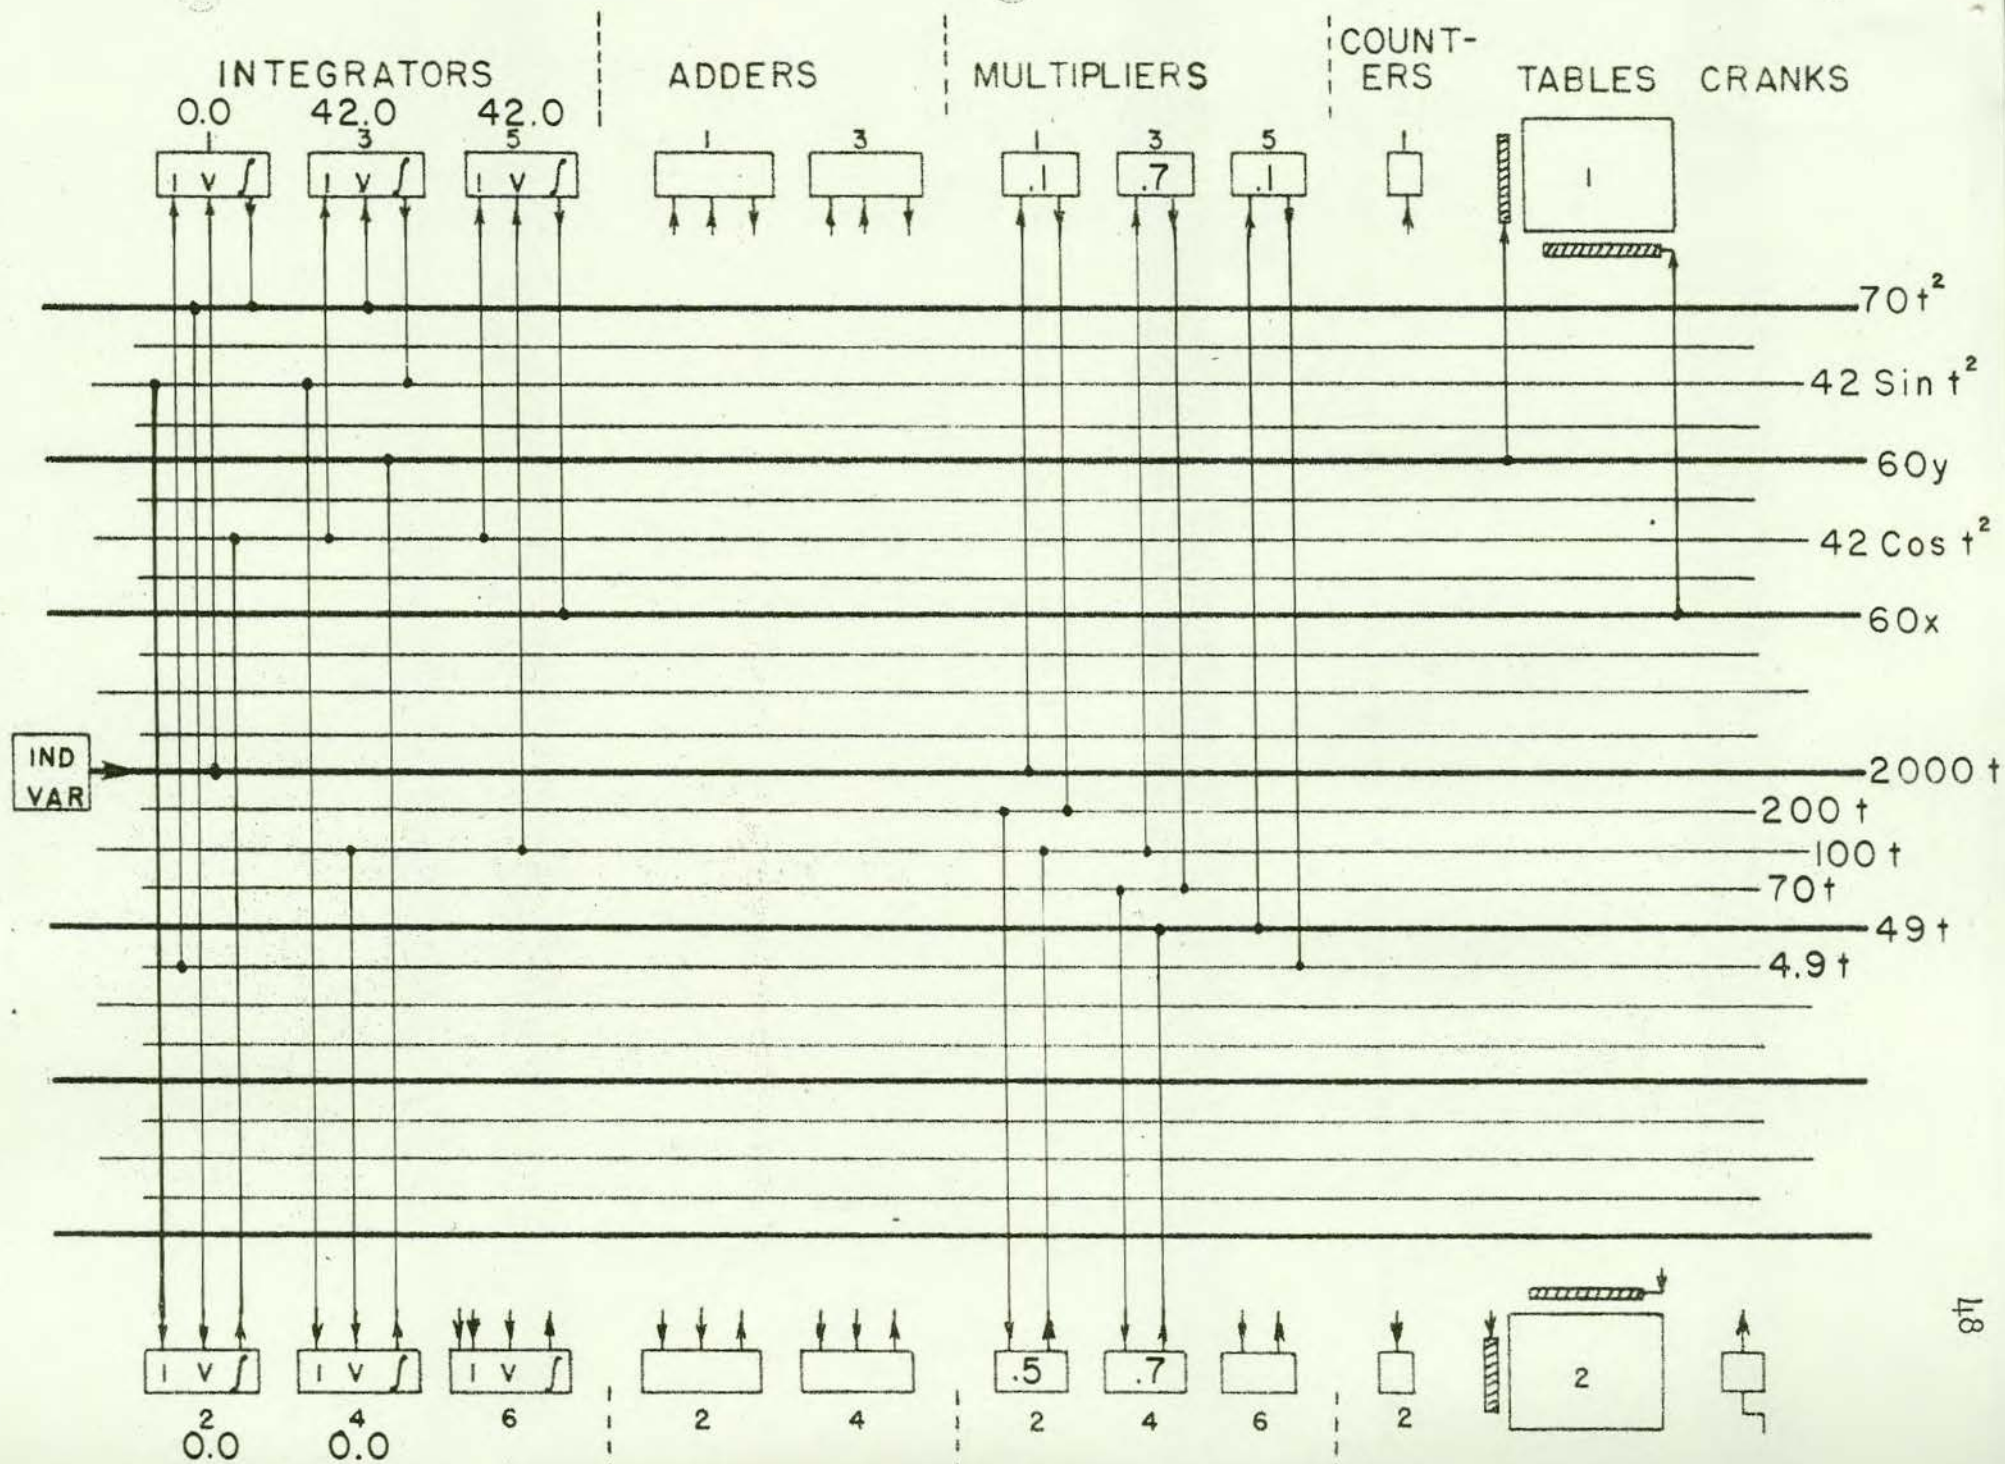 INTEGRATORS ADDERS MULTIPLIERS COUNT-
ERS TABLES CRANKS
0.0 42.0 42.0
1 3 5 1 3 1 3 5 1
I V ∫ I V ∫ I V ∫ .1 .7 .1 1
70t²
42 Sin t²
60y
42 Cos t²
60x
IND
VAR
2000 t
200 t
100 t
70 t
49 t
4.9 t
I V ∫ I V ∫ I V ∫ .5 .7 2
2 4 6 2 4 2 4 6 2
0.0 0.0
48